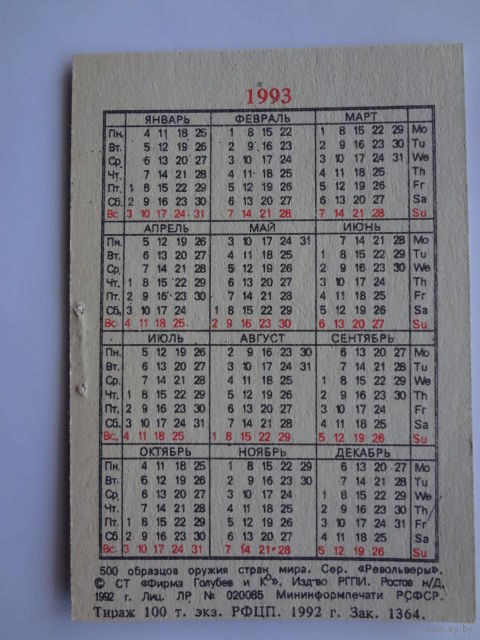 1993
ЯНВАРЬ ФЕВРАЛЬ МАРТ
Пн. 4 11 18 25 1 8 15 22 1 8 15 22 29 Mo
Вт. 5 12 19 26 2 9 16 23 2 9 16 23 30 Tu
Ср. 6 13 20 27 3 10 17 24 3 10 17 24 31 We
Чт. 7 14 21 28 4 11 18 25 4 11 18 25 Th
Пт. 1 8 15 22 29 5 12 19 26 5 12 19 26 Fr
Сб. 2 9 16 23 30 6 13 20 27 6 13 20 27 Sa
Вс. 3 10 17 24 31 7 14 21 28 7 14 21 28 Su
АПРЕЛЬ МАЙ ИЮНЬ
Пн. 5 12 19 26 3 10 17 24 31 7 14 21 28 Mo
Вт. 6 13 20 27 4 11 18 25 1 8 15 22 29 Tu
Ср. 7 14 21 28 5 12 19 26 2 9 16 23 30 We
Чт. 1 8 15 22 29 6 13 20 27 3 10 17 24 Th
Пт. 2 9 16 23 30 7 14 21 28 4 11 18 25 Fr
Сб. 3 10 17 24 1 8 15 22 29 5 12 19 26 Sa
Вс. 4 11 18 25 2 9 16 23 30 6 13 20 27 Su
ИЮЛЬ АВГУСТ СЕНТЯБРЬ
Пн. 5 12 19 26 2 9 16 23 30 6 13 20 27 Mo
Вт. 6 13 20 27 3 10 17 24 31 7 14 21 28 Tu
Ср. 7 14 21 28 4 11 18 25 1 8 15 22 29 We
Чт. 1 8 15 22 29 5 12 19 26 2 9 16 23 30 Th
Пт. 2 9 16 23 30 6 13 20 27 3 10 17 24 Fr
Сб. 3 10 17 24 31 7 14 21 28 4 11 18 25 Sa
Вс. 4 11 18 25 1 8 15 22 29 5 12 19 26 Su
ОКТЯБРЬ НОЯБРЬ ДЕКАБРЬ
Пн. 4 11 18 25 1 8 15 22 29 6 13 20 27 Mo
Вт. 5 12 19 26 2 9 16 23 30 7 14 21 28 Tu
Ср. 6 13 20 27 3 10 17 24 1 8 15 22 29 We
Чт. 7 14 21 28 4 11 18 25 2 9 16 23 30 Th
Пт. 1 8 15 22 29 5 12 19 26 3 10 17 24 31 Fr
Сб. 2 9 16 23 30 6 13 20 27 4 11 18 25 Sa
Вс. 3 10 17 24 31 7 14 21 28 5 12 19 26 Su
500 образцов оружия стран мира. Сер. «Револьверы».
© СТ «Фирма Голубев и К°». Изд-во РГПИ. Ростов н/Д,
1992 г. Лиц. ЛР № 020085 Мининформпечати РСФСР.
Тираж 100 т. экз. РФЦП. 1992 г. Зак. 1364.
www.ay.by